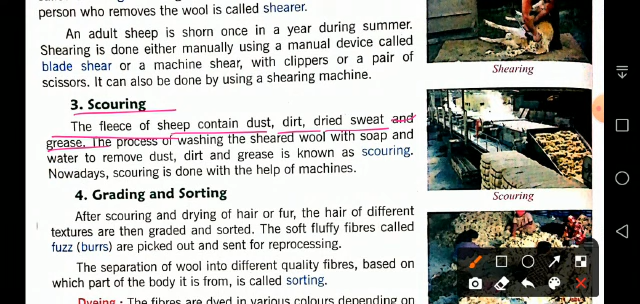 person who removes the wool is called shearer.
An adult sheep is shorn once in a year during summer.
Shearing is done either manually using a manual device called
blade shear or a machine shear, with clippers or a pair of
scissors. It can also be done by using a shearing machine.
Shearing
3. Scouring
The fleece of sheep contain dust, dirt, dried sweat and
grease. The process of washing the sheared wool with soap and
water to remove dust, dirt and grease is known as scouring.
Nowadays, scouring is done with the help of machines.
Scouring
4. Grading and Sorting
After scouring and drying of hair or fur, the hair of different
textures are then graded and sorted. The soft fluffy fibres called
fuzz (burrs) are picked out and sent for reprocessing.
The separation of wool into different quality fibres, based on
which part of the body it is from, is called sorting.
Dyeing : The fibres are dyed in various colours depending on